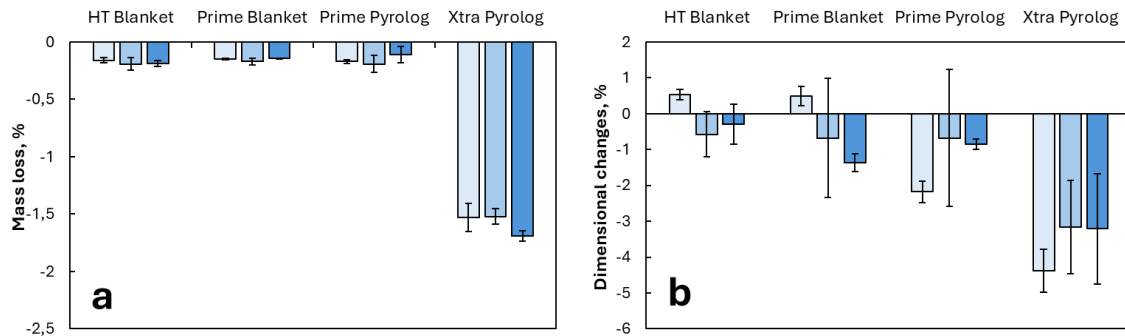 HT Blanket Prime Blanket Prime Pyrolog Xtra Pyrolog
0
-0,5
-1
-1,5
-2
-2,5
Mass loss, %
a
HT Blanket Prime Blanket Prime Pyrolog Xtra Pyrolog
2
1
0
-1
-2
-3
-4
-5
-6
Dimensional changes, %
b